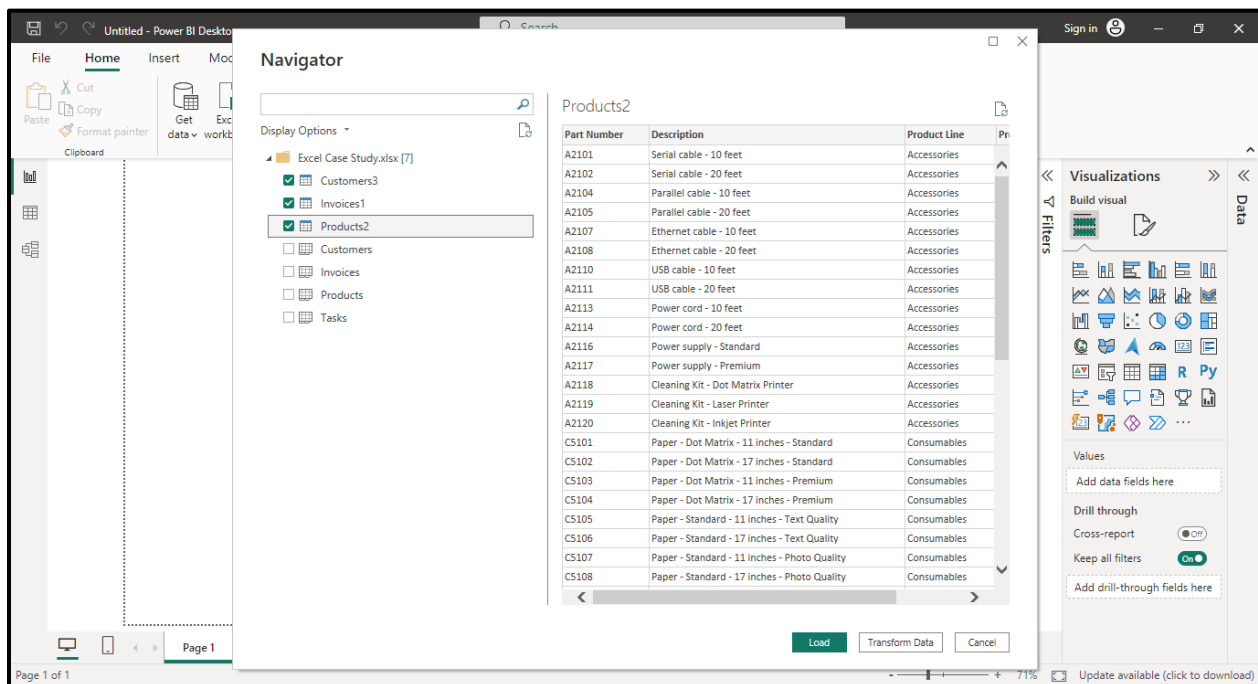 Untitled - Power BI Deskto
Search
Sign in
File
Home
Insert
Mod
Paste
Cut
Copy
Format painter
Clipboard
Get
data
Exc
workb
Navigator
Display Options
Excel Case Study.xlsx [7]
Customers3
Invoices1
Products2
Customers
Invoices
Products
Tasks
Products2
Part Number Description Product Line Pr
A2101 Serial cable - 10 feet Accessories
A2102 Serial cable - 20 feet Accessories
A2104 Parallel cable - 10 feet Accessories
A2105 Parallel cable - 20 feet Accessories
A2107 Ethernet cable - 10 feet Accessories
A2108 Ethernet cable - 20 feet Accessories
A2110 USB cable - 10 feet Accessories
A2111 USB cable - 20 feet Accessories
A2113 Power cord - 10 feet Accessories
A2114 Power cord - 20 feet Accessories
A2116 Power supply - Standard Accessories
A2117 Power supply - Premium Accessories
A2118 Cleaning Kit - Dot Matrix Printer Accessories
A2119 Cleaning Kit - Laser Printer Accessories
A2120 Cleaning Kit - Inkjet Printer Accessories
C5101 Paper - Dot Matrix - 11 inches - Standard Consumables
C5102 Paper - Dot Matrix - 17 inches - Standard Consumables
C5103 Paper - Dot Matrix - 11 inches - Premium Consumables
C5104 Paper - Dot Matrix - 17 inches - Premium Consumables
C5105 Paper - Standard - 11 inches - Text Quality Consumables
C5106 Paper - Standard - 17 inches - Text Quality Consumables
C5107 Paper - Standard - 11 inches - Photo Quality Consumables
C5108 Paper - Standard - 17 inches - Photo Quality Consumables
Load
Transform Data
Cancel
Filters
Visualizations
Build visual
123
R
Py
123
Values
Add data fields here
Drill through
Cross-report
Off
Keep all filters
On
Add drill-through fields here
Data
Page 1
Page 1 of 1
- + 71%
Update available (click to download)